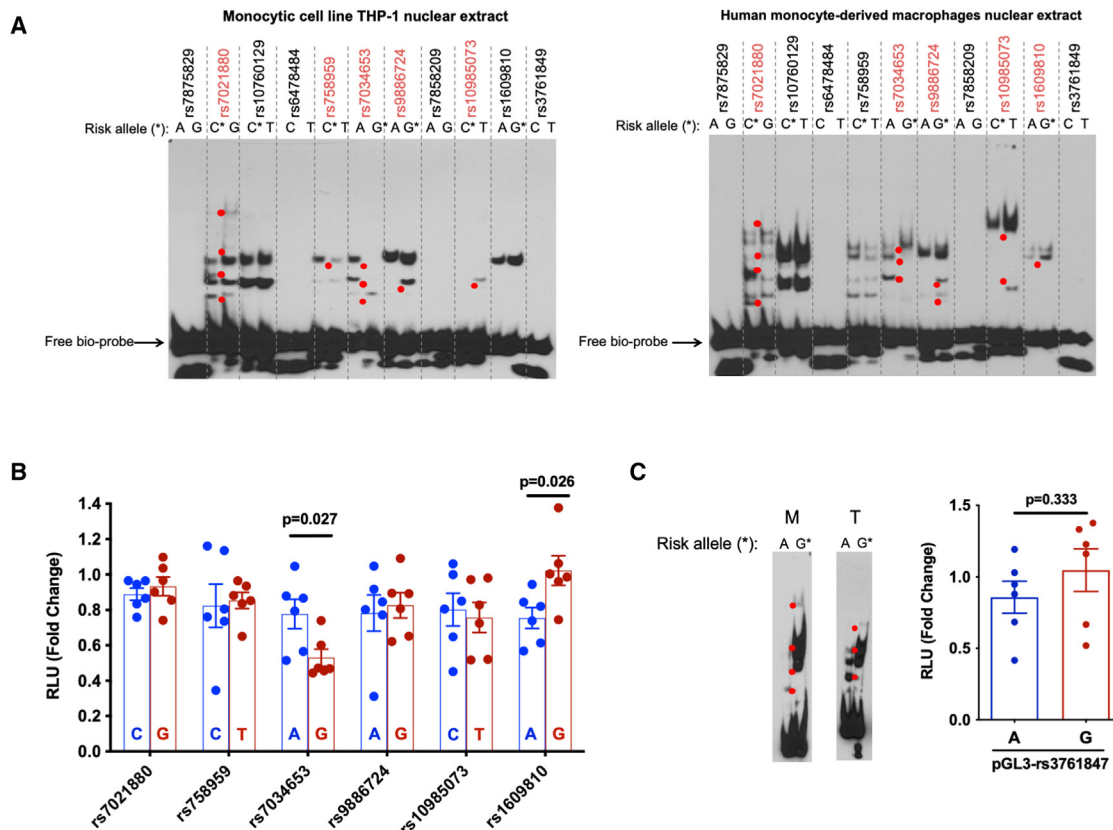 A
Monocytic cell line THP-1 nuclear extract
rs7875829 rs7021880 rs10760129 rs6478484 rs758959 rs7034653 rs9886724 rs7858209 rs10985073 rs1609810 rs3761849
Risk allele (*): A G C* G C* T C T C* T A G* A G* A G C* T A G* C T
Free bio-probe
Human monocyte-derived macrophages nuclear extract
rs7875829 rs7021880 rs10760129 rs6478484 rs758959 rs7034653 rs9886724 rs7858209 rs10985073 rs1609810 rs3761849
Risk allele (*): A G C* G C* T C T C* T A G* A G* A G C* T A G* C T
Free bio-probe
B
RLU (Fold Change)
1.4
1.2
1.0
0.8
0.6
0.4
0.2
0.0
p=0.027
p=0.026
C G C T A G A G C T A G
rs7021880 rs758959 rs7034653 rs9886724 rs10985073 rs1609810
C
M T
Risk allele (*): A G* A G*
RLU (Fold Change)
1.5
1.0
0.5
0.0
p=0.333
A G
pGL3-rs3761847